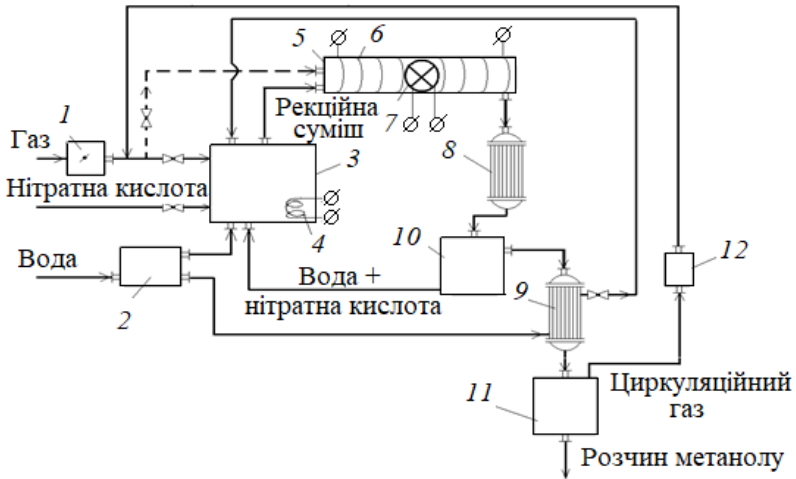 5
6
1
Рекційна
суміш
7
Газ
3
8
Нітратна кислота
4
10
12
Вода
Вода +
нітратна кислота
9
2
11
Циркуляційний
газ
Розчин метанолу